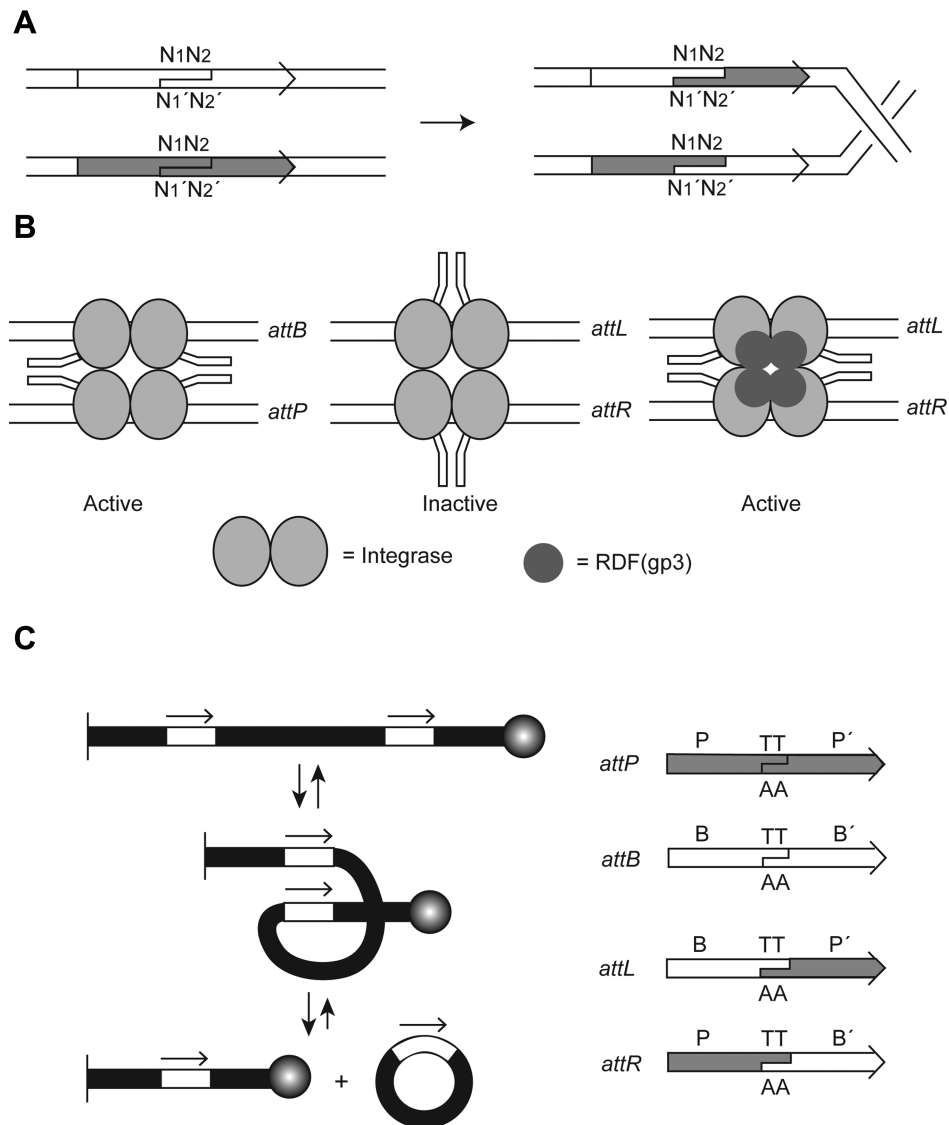 A
N1N2 N1N2
N1´N2´ N1´N2´
N1N2 N1N2
N1´N2´ N1´N2´
B
attB attL attL
attP attR attR
Active Inactive Active
= Integrase = RDF(gp3)
C
P TT P´
attP
AA
B TT B´
attB
AA
B TT P´
attL
AA
P TT B´
attR
+
AA